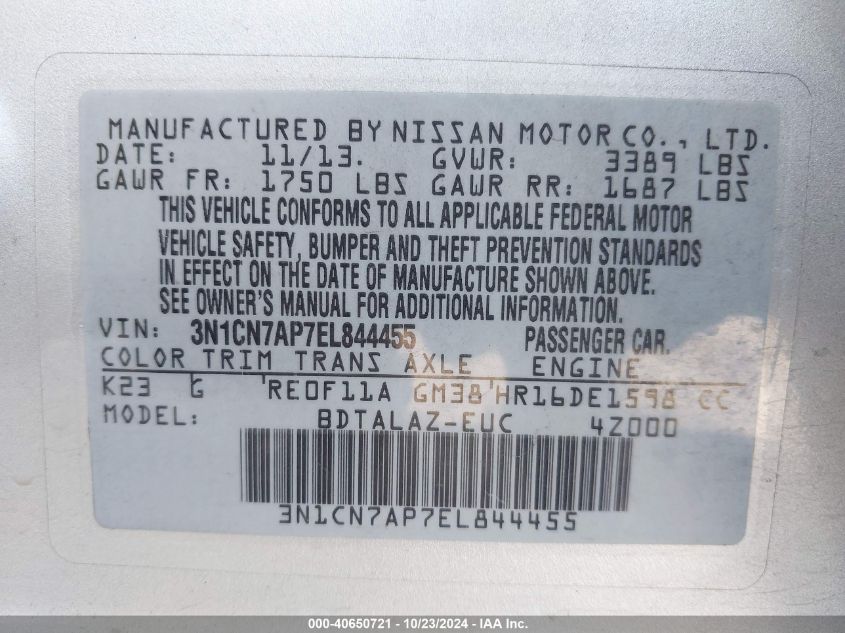 MANUFACTURED BY NISSAN MOTOR CO., LTD.
DATE: 11/13. GVWR: 3389 LBS
GAWR FR: 1750 LBS GAWR RR: 1687 LBS
THIS VEHICLE CONFORMS TO ALL APPLICABLE FEDERAL MOTOR
VEHICLE SAFETY, BUMPER AND THEFT PREVENTION STANDARDS
IN EFFECT ON THE DATE OF MANUFACTURE SHOWN ABOVE.
SEE OWNER'S MANUAL FOR ADDITIONAL INFORMATION.
VIN: 3N1CN7AP7EL844455 PASSENGER CAR.
COLOR TRIM TRANS AXLE ENGINE
K23 G RE0F11A GM38 HR16DE1598 CC
MODEL: BDTALAZ-EUC 4Z000
3N1CN7AP7EL844455
000-40650721 - 10/23/2024 - IAA Inc.